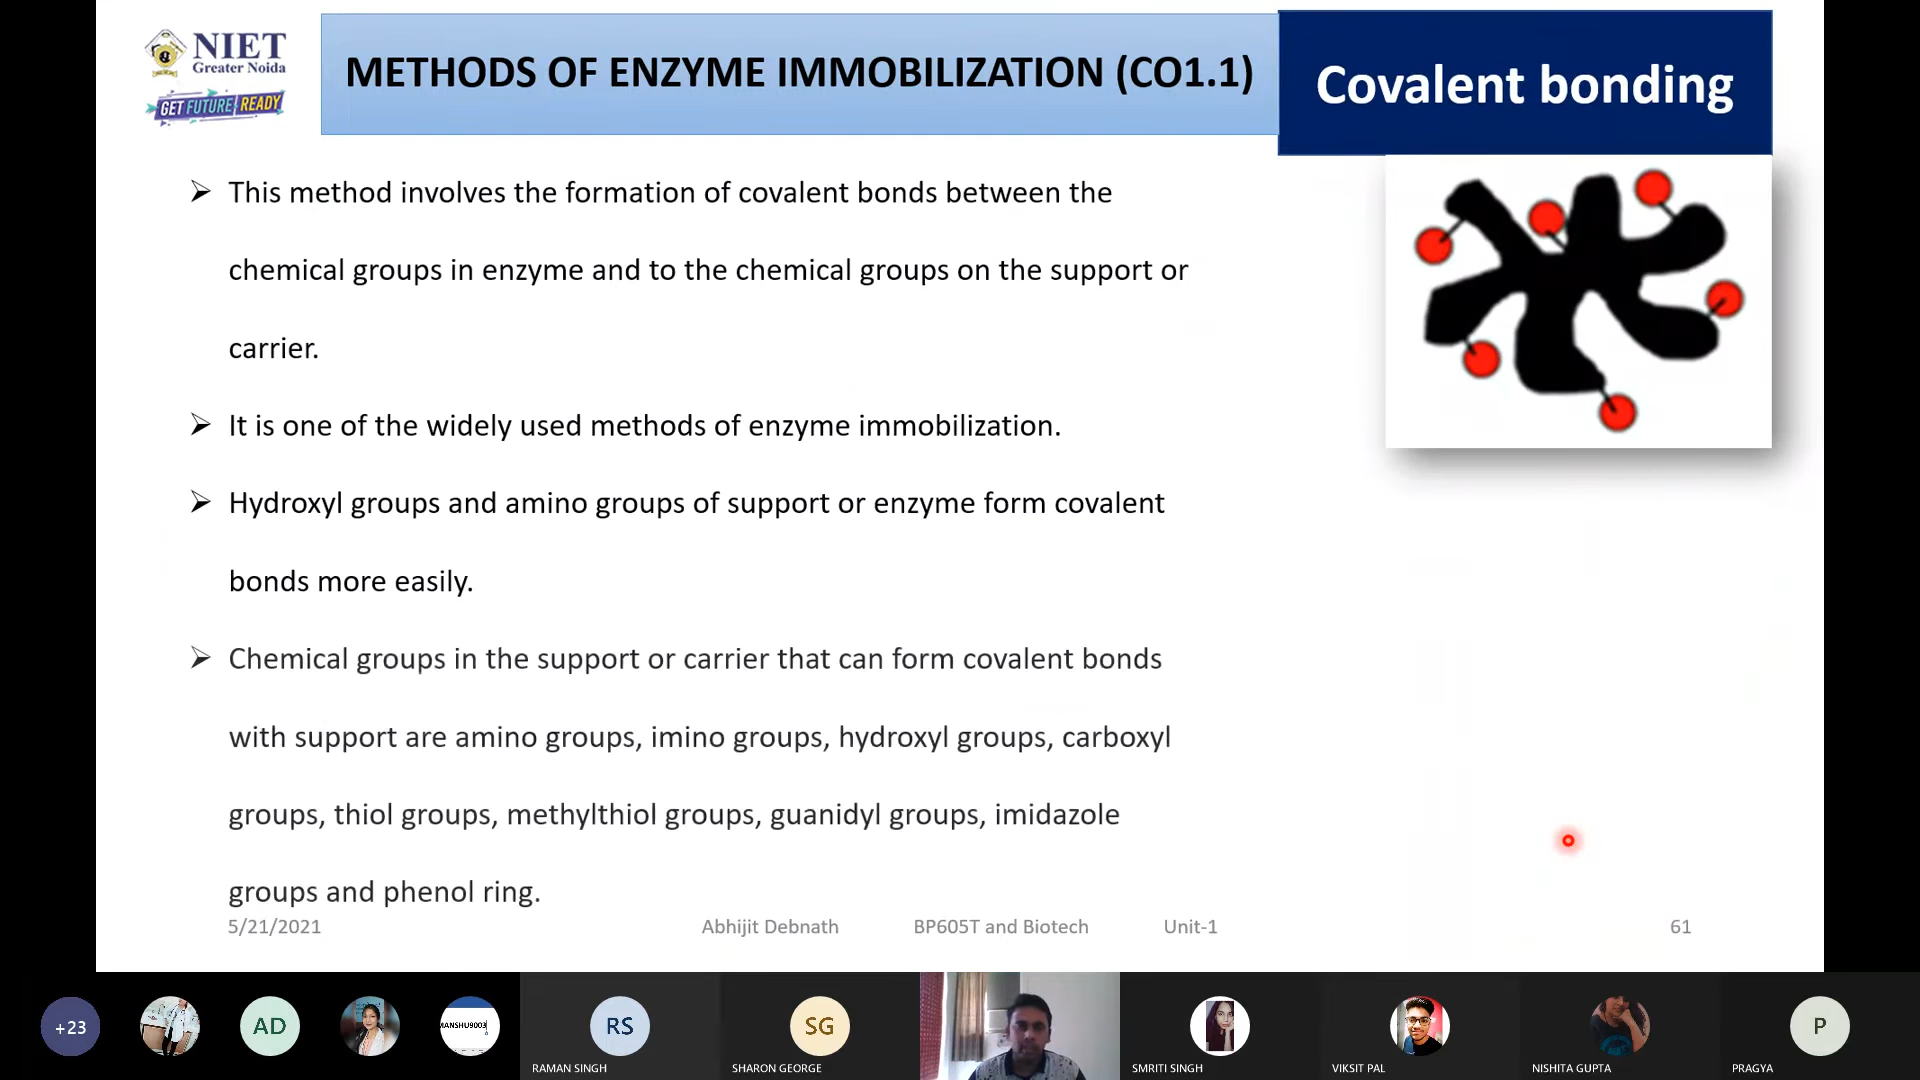 NIET
Greater Noida
GET FUTURE READY
METHODS OF ENZYME IMMOBILIZATION (CO1.1)
Covalent bonding
➢ This method involves the formation of covalent bonds between the
chemical groups in enzyme and to the chemical groups on the support or
carrier.
➢ It is one of the widely used methods of enzyme immobilization.
➢ Hydroxyl groups and amino groups of support or enzyme form covalent
bonds more easily.
➢ Chemical groups in the support or carrier that can form covalent bonds
with support are amino groups, imino groups, hydroxyl groups, carboxyl
groups, thiol groups, methylthiol groups, guanidyl groups, imidazole
groups and phenol ring.
5/21/2021 Abhijit Debnath BP605T and Biotech Unit-1 61
+23 AD MANSHU9003 RS SG P
RAMAN SINGH SHARON GEORGE SMRITI SINGH VIKSIT PAL NISHITA GUPTA PRAGYA